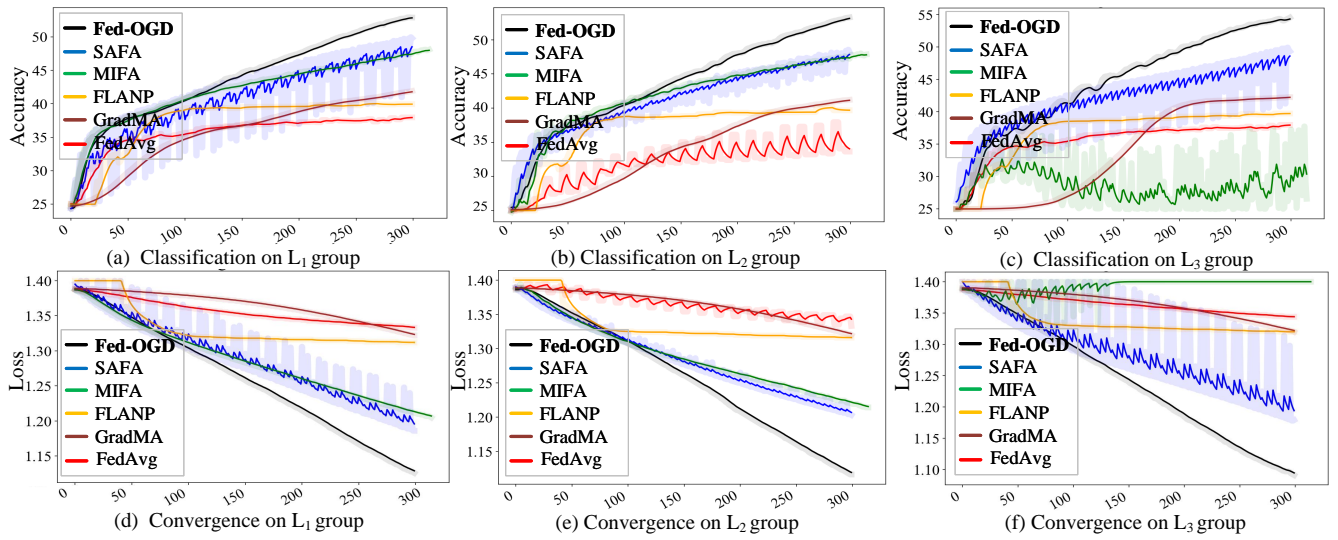 Accuracy
50
45
40
35
30
25
Fed-OGD
SAFA
MIFA
FLANP
GradMA
FedAvg
0 50 100 150 200 250 300
(a) Classification on L₁ group
Accuracy
50
45
40
35
30
25
Fed-OGD
SAFA
MIFA
FLANP
GradMA
FedAvg
0 50 100 150 200 250 300
(b) Classification on L₂ group
Accuracy
55
50
45
40
35
30
25
Fed-OGD
SAFA
MIFA
FLANP
GradMA
FedAvg
0 50 100 150 200 250 300
(c) Classification on L₃ group
Loss
1.40
1.35
1.30
1.25
1.20
1.15
Fed-OGD
SAFA
MIFA
FLANP
GradMA
FedAvg
0 50 100 150 200 250 300
(d) Convergence on L₁ group
Loss
1.40
1.35
1.30
1.25
1.20
1.15
Fed-OGD
SAFA
MIFA
FLANP
GradMA
FedAvg
0 50 100 150 200 250 300
(e) Convergence on L₂ group
Loss
1.40
1.35
1.30
1.25
1.20
1.15
1.10
Fed-OGD
SAFA
MIFA
FLANP
GradMA
FedAvg
0 50 100 150 200 250 300
(f) Convergence on L₃ group